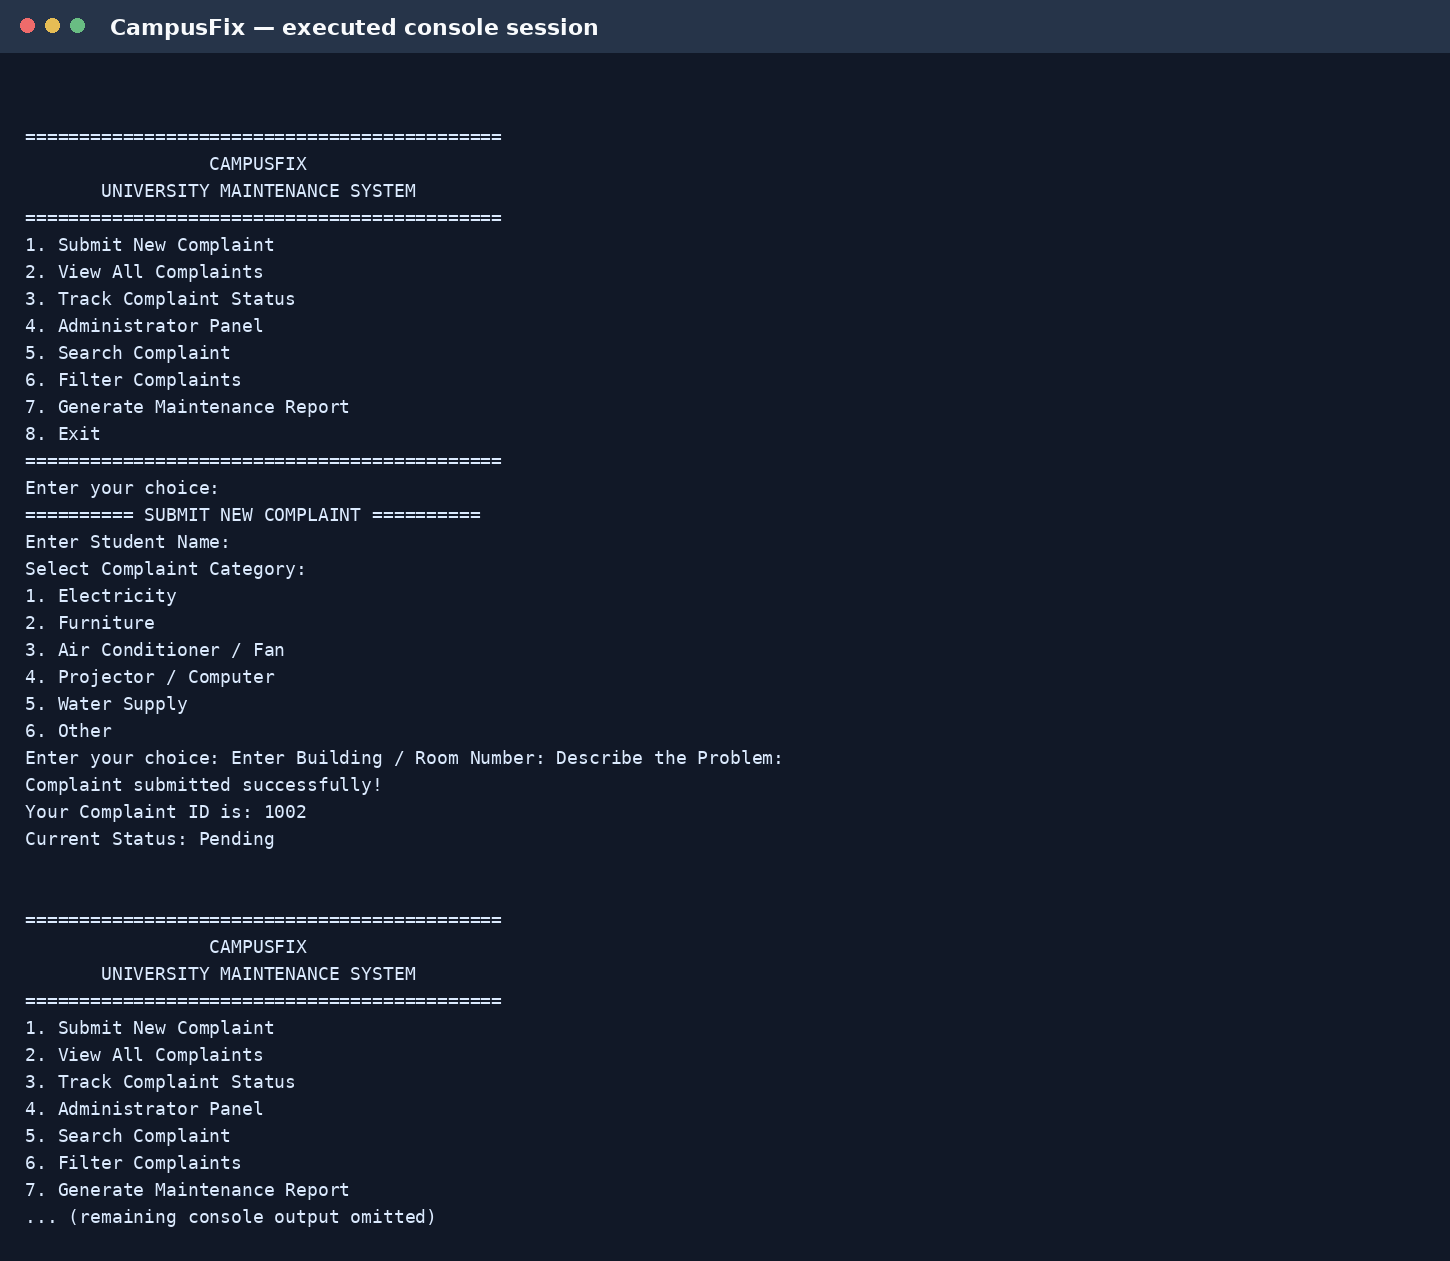 CampusFix — executed console session
============================================
CAMPUSFIX
UNIVERSITY MAINTENANCE SYSTEM
============================================
1. Submit New Complaint
2. View All Complaints
3. Track Complaint Status
4. Administrator Panel
5. Search Complaint
6. Filter Complaints
7. Generate Maintenance Report
8. Exit
============================================
Enter your choice:
========== SUBMIT NEW COMPLAINT ==========
Enter Student Name:
Select Complaint Category:
1. Electricity
2. Furniture
3. Air Conditioner / Fan
4. Projector / Computer
5. Water Supply
6. Other
Enter your choice: Enter Building / Room Number: Describe the Problem:
Complaint submitted successfully!
Your Complaint ID is: 1002
Current Status: Pending
============================================
CAMPUSFIX
UNIVERSITY MAINTENANCE SYSTEM
============================================
1. Submit New Complaint
2. View All Complaints
3. Track Complaint Status
4. Administrator Panel
5. Search Complaint
6. Filter Complaints
7. Generate Maintenance Report
... (remaining console output omitted)